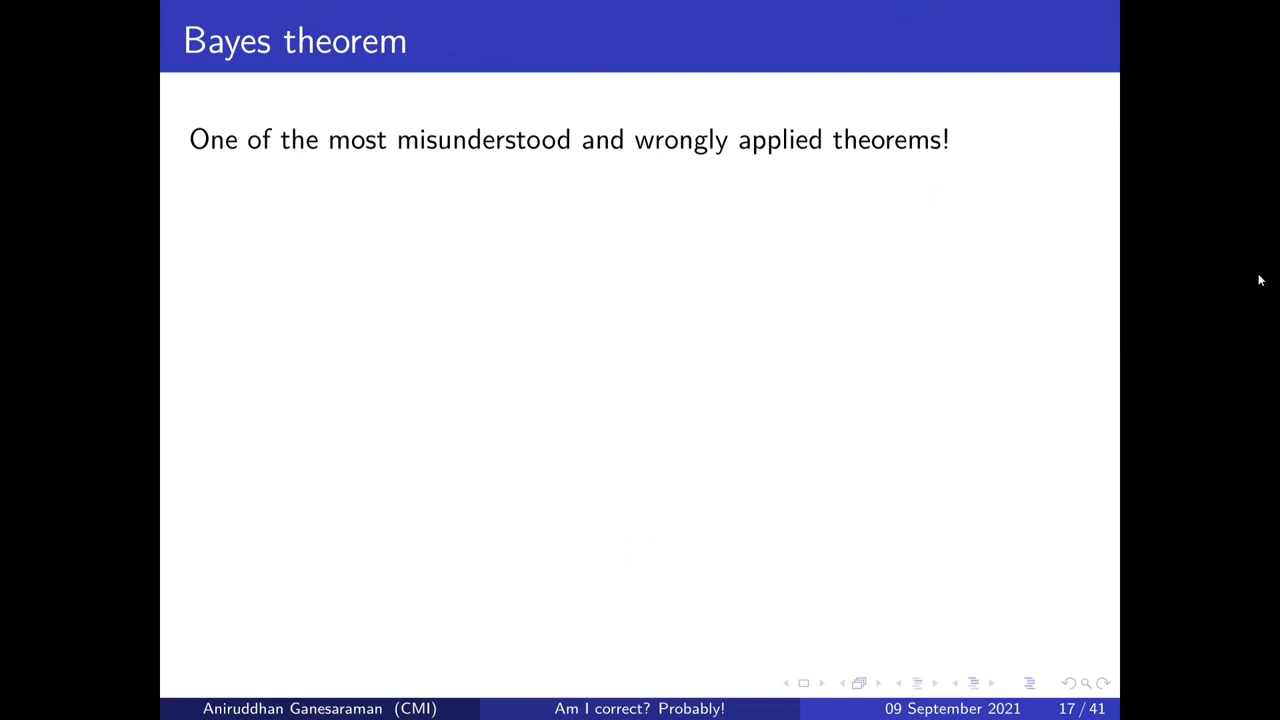 Bayes theorem
One of the most misunderstood and wrongly applied theorems!
Aniruddhan Ganesaraman (CMI) Am I correct? Probably! 09 September 2021 17 / 41